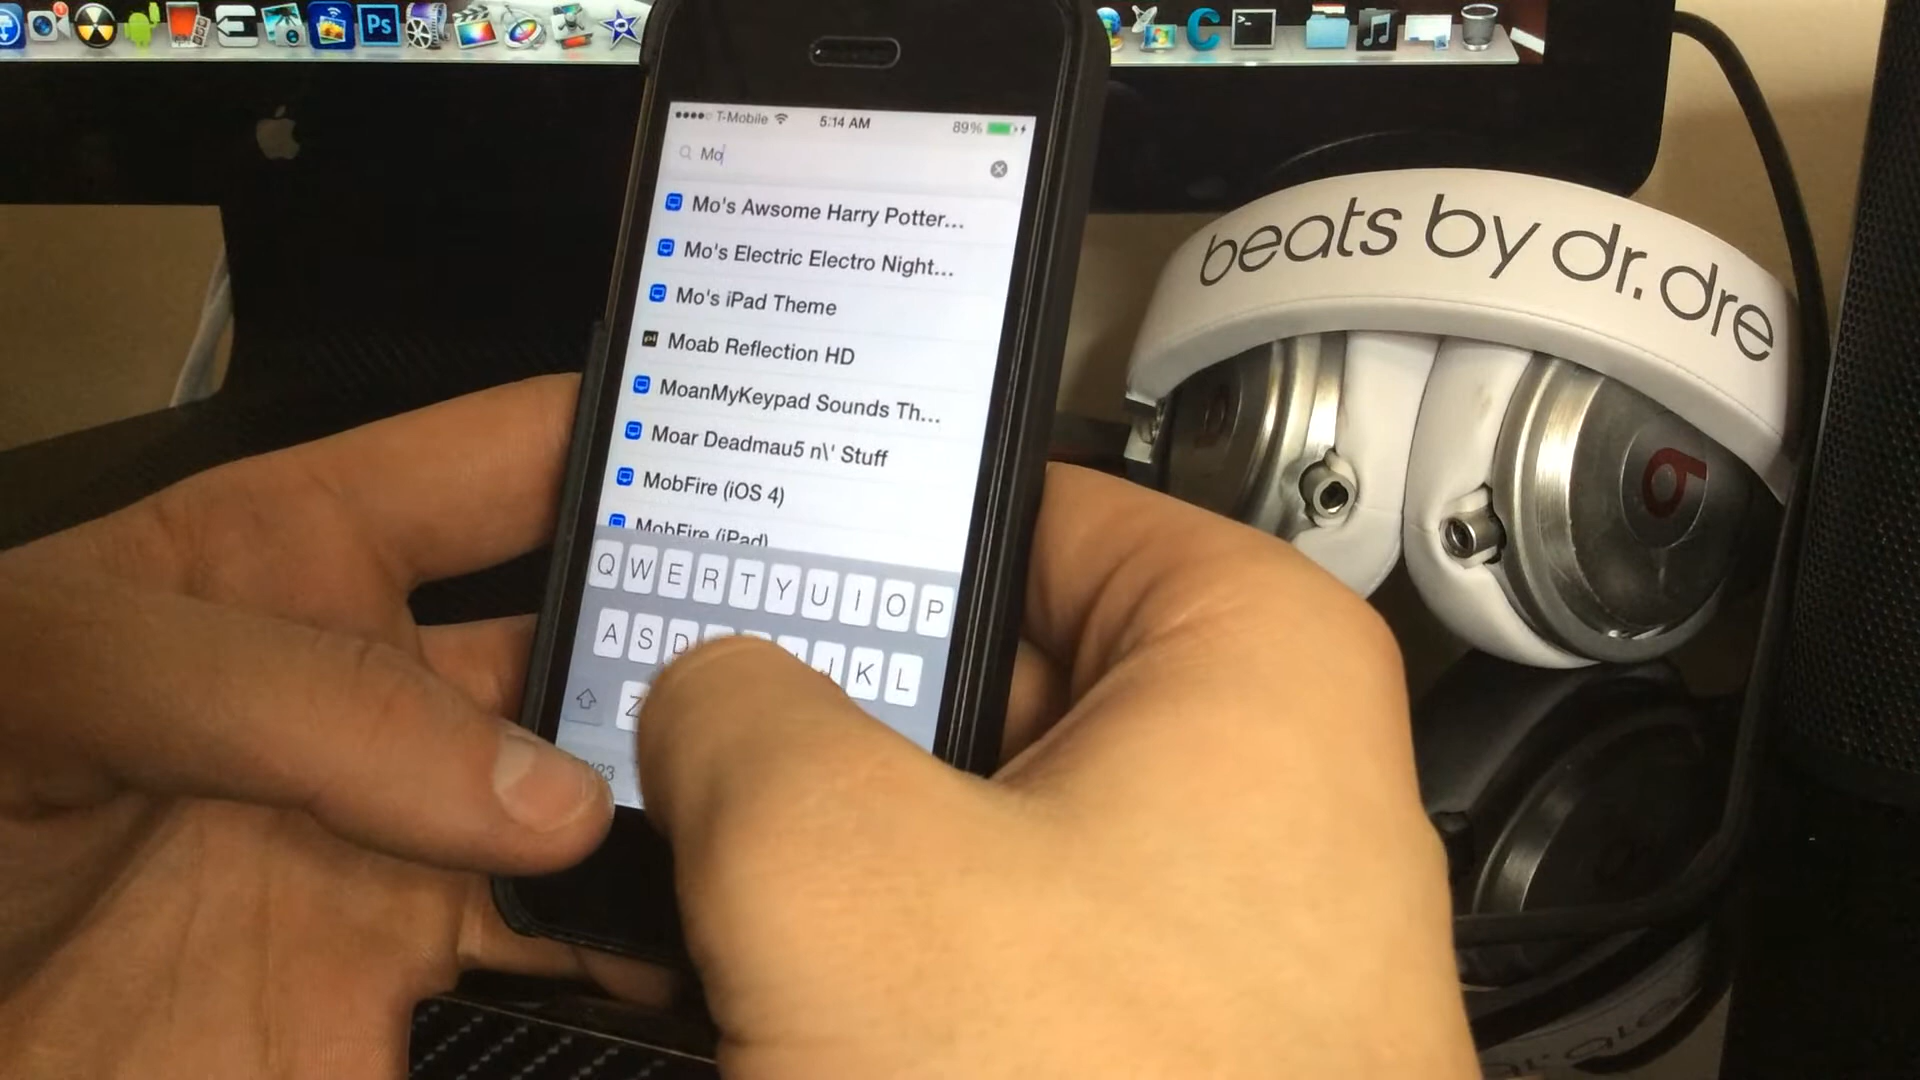 Ps
C
T-Mobile 5:14 AM 89%
Mo
Mo's Awsome Harry Potter...
Mo's Electric Electro Night...
Mo's iPad Theme
Moab Reflection HD
MoanMyKeypad Sounds Th...
Moar Deadmau5 n\' Stuff
MobFire (iOS 4)
MobFire (iPad)
Q W E R T Y U I O P
A S D J K L
Z
beats by dr. dre
b